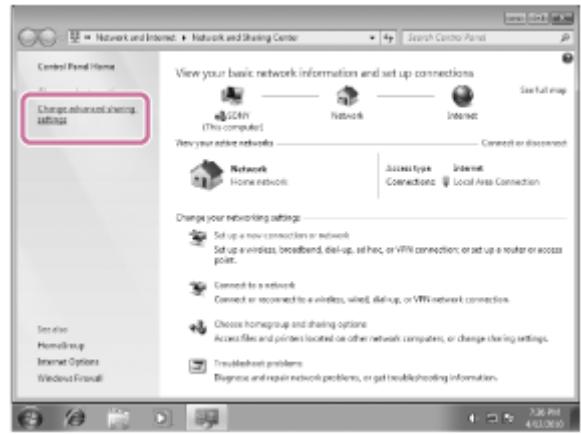 Network and Internet ▸ Network and Sharing Center
Search Control Panel
Control Panel Home
Change advanced sharing
settings
See also
HomeGroup
Internet Options
Windows Firewall
View your basic network information and set up connections
See full map
SONY
(This computer)
Network
Internet
View your active networks
Connect or disconnect
Network
Home network
Access type: Internet
Connections: Local Area Connection
Change your networking settings
Set up a new connection or network
Set up a wireless, broadband, dial-up, ad hoc, or VPN connection; or set up a router or access
point.
Connect to a network
Connect or reconnect to a wireless, wired, dial-up, or VPN network connection.
Choose homegroup and sharing options
Access files and printers located on other network computers, or change sharing settings.
Troubleshoot problems
Diagnose and repair network problems, or get troubleshooting information.